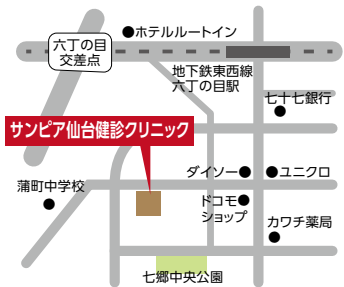 ホテルルートイン
六丁の目
交差点
地下鉄東西線
六丁の目駅
七十七銀行
サンピア仙台健診クリニック
蒲町中学校
ダイソー
ユニクロ
ドコモ
ショップ
カワチ薬局
七郷中央公園